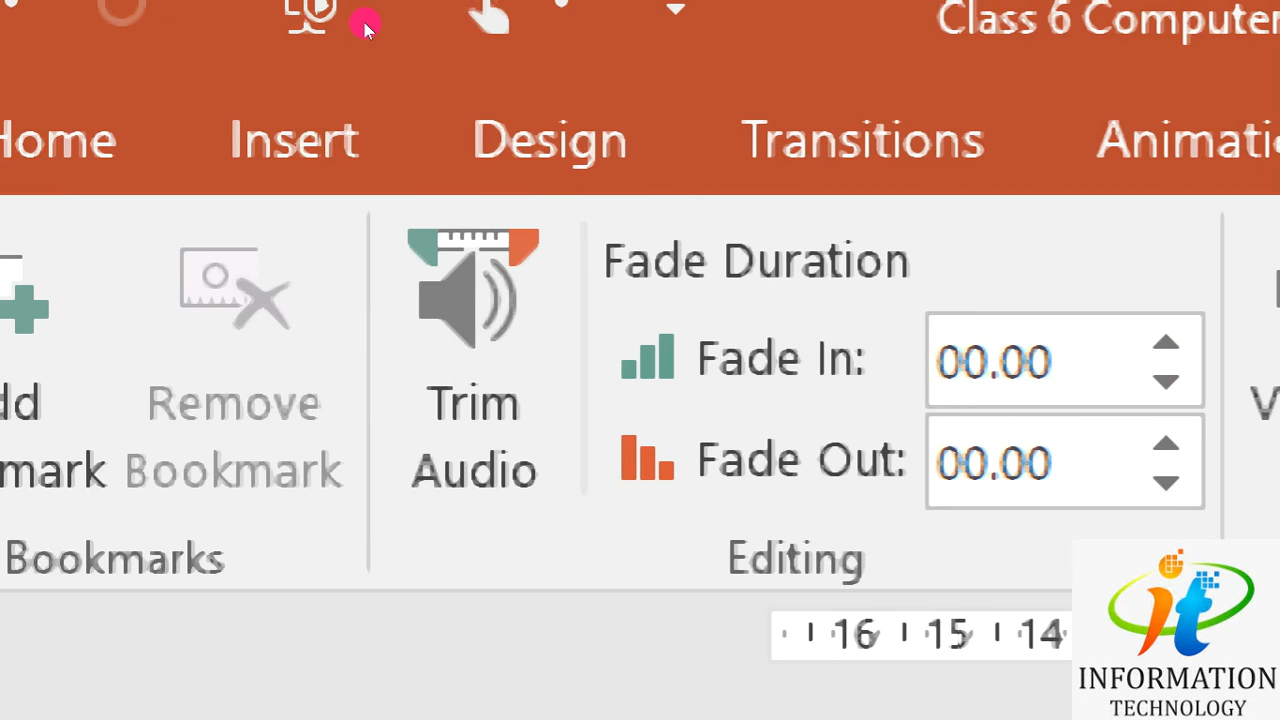 Class 6 Computer
Home Insert Design Transitions Animati
Fade Duration
Fade In: 00.00
Fade Out: 00.00
dd
mark
Remove
Bookmark
Trim
Audio
Bookmarks
Editing
16 15 14
it
INFORMATION
TECHNOLOGY